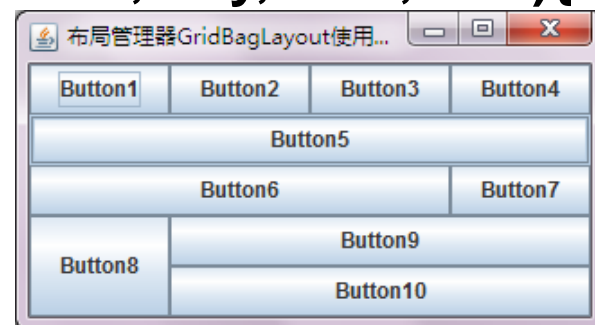 布局管理器GridBagLayout使用...
Button1 Button2 Button3 Button4
Button5
Button6 Button7
Button8 Button9
Button10